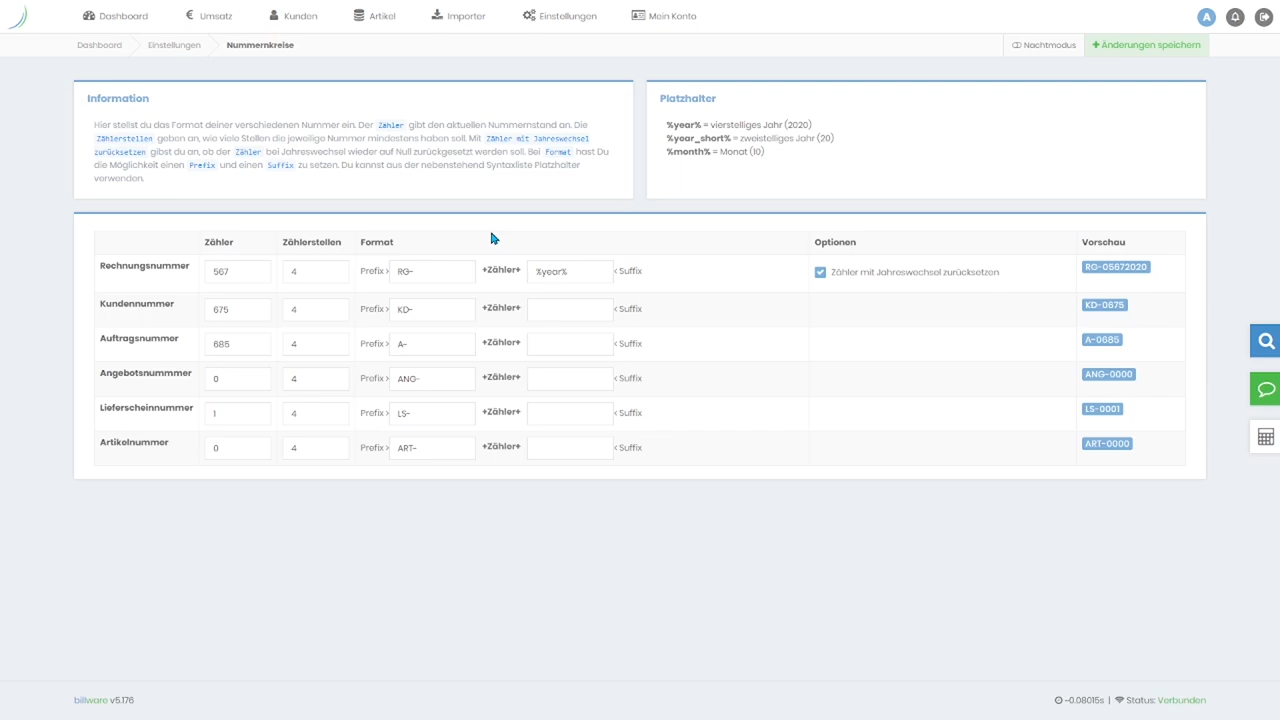 Dashboard Umsatz Kunden Artikel Importer Einstellungen Mein Konto A
Dashboard Einstellungen Nummernkreise Nachtmodus Änderungen speichern
Information
Hier stellst du das Format deiner verschiedenen Nummer ein. Der Zähler gibt den aktuellen Nummernstand an. Die
Zählerstellen geben an, wie viele Stellen die jeweilige Nummer mindestens haben soll. Mit Zähler mit Jahreswechsel
zurücksetzen gibst du an, ob der Zähler bei Jahreswechsel wieder auf Null zurückgesetzt werden soll. Bei Format hast Du
die Möglichkeit einen Prefix und einen Suffix zu setzen. Du kannst aus der nebenstehend Syntaxliste Platzhalter
verwenden.
Platzhalter
%year% = vierstelliges Jahr (2020)
%year_short% = zweistelliges Jahr (20)
%month% = Monat (10)
Zähler Zählerstellen Format Optionen Vorschau
Rechnungsnummer 567 4 Prefix > RG- +Zähler+ %year% < Suffix Zähler mit Jahreswechsel zurücksetzen RG-05672020
Kundennummer 675 4 Prefix > KD- +Zähler+ < Suffix KD-0675
Auftragsnummer 685 4 Prefix > A- +Zähler+ < Suffix A-0685
Angebotsnummmer 0 4 Prefix > ANG- +Zähler+ < Suffix ANG-0000
Lieferscheinnummer 1 4 Prefix > LS- +Zähler+ < Suffix LS-0001
Artikelnummer 0 4 Prefix > ART- +Zähler+ < Suffix ART-0000
billware v5.176 ~0.08015s | Status: Verbunden